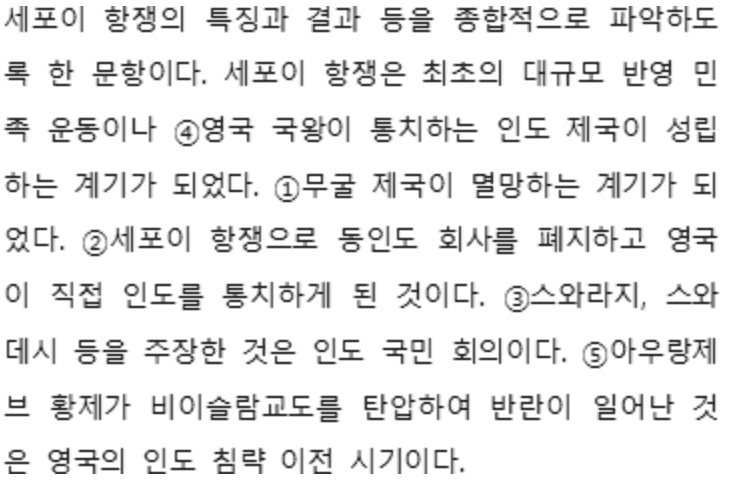 세포이 항쟁의 특징과 결과 등을 종합적으로 파악하도
록 한 문항이다. 세포이 항쟁은 최초의 대규모 반영 민
족 운동이나 ④영국 국왕이 통치하는 인도 제국이 성립
하는 계기가 되었다. ①무굴 제국이 멸망하는 계기가 되
었다. ②세포이 항쟁으로 동인도 회사를 폐지하고 영국
이 직접 인도를 통치하게 된 것이다. ③스와라지, 스와
데시 등을 주장한 것은 인도 국민 회의이다. ⑤아우랑제
브 황제가 비이슬람교도를 탄압하여 반란이 일어난 것
은 영국의 인도 침략 이전 시기이다.